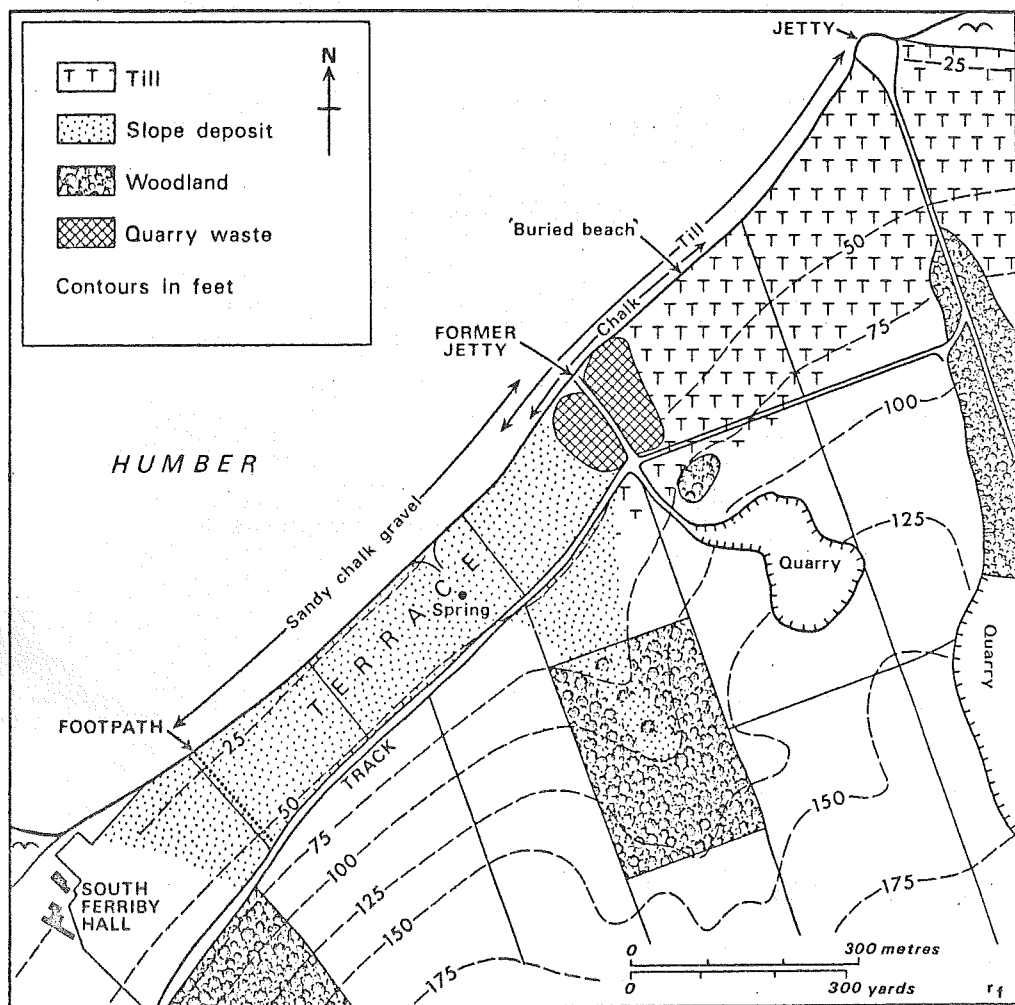 JETTY
N
Till
Slope deposit
Woodland
Quarry waste
Contours in feet
25
Till
'Buried beach'
50
Chalk
FORMER
JETTY
75
100
HUMBER
125
Quarry
Sandy chalk gravel
TERRACE
Spring
Quarry
FOOTPATH
25
TRACK
50
75
100
125
150
175
150
175
SOUTH
FERRIBY
HALL
0 300 metres
0 300 yards
r f